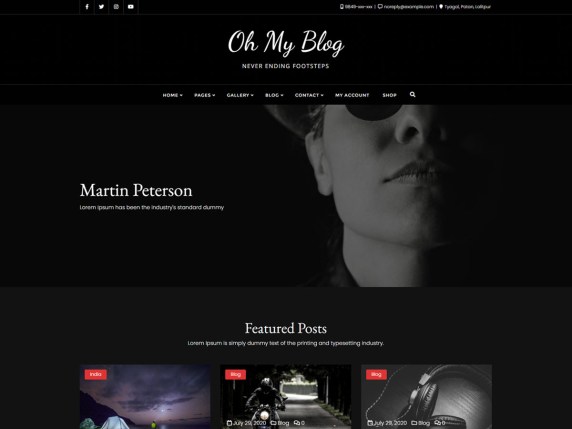 9849-xxx-xxx | noreply@example.com | Tyagal, Patan, Lalitpur
Oh My Blog
NEVER ENDING FOOTSTEPS
HOME PAGES GALLERY BLOG CONTACT MY ACCOUNT SHOP
Martin Peterson
Lorem Ipsum has been the industry's standard dummy
Featured Posts
Lorem Ipsum is simply dummy text of the printing and typesetting industry.
India Blog Blog
July 29, 2020 Blog 0 July 29, 2020 Blog 0